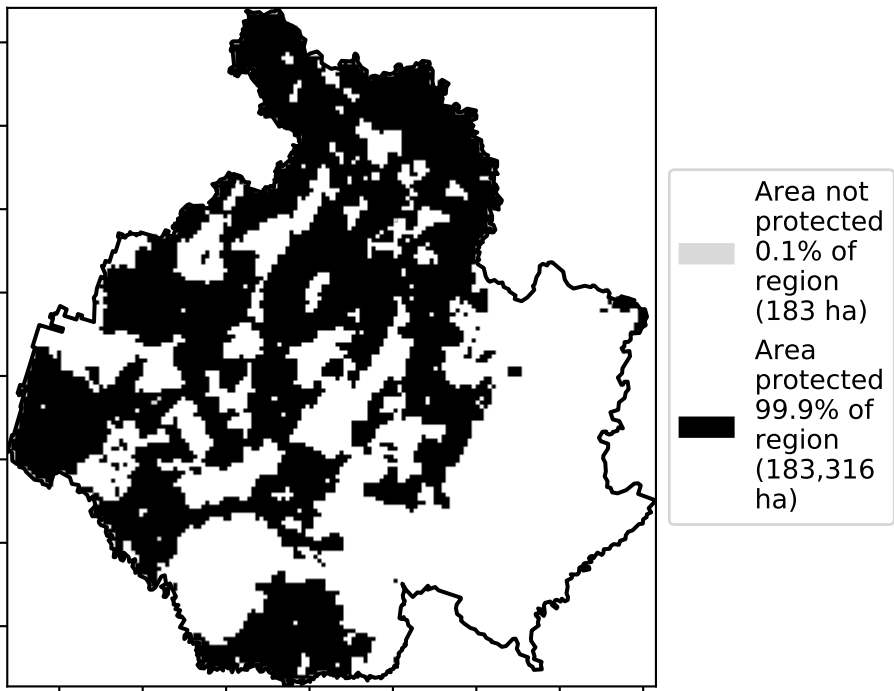 Area not
protected
0.1% of
region
(183 ha)
Area
protected
99.9% of
region
(183,316
ha)